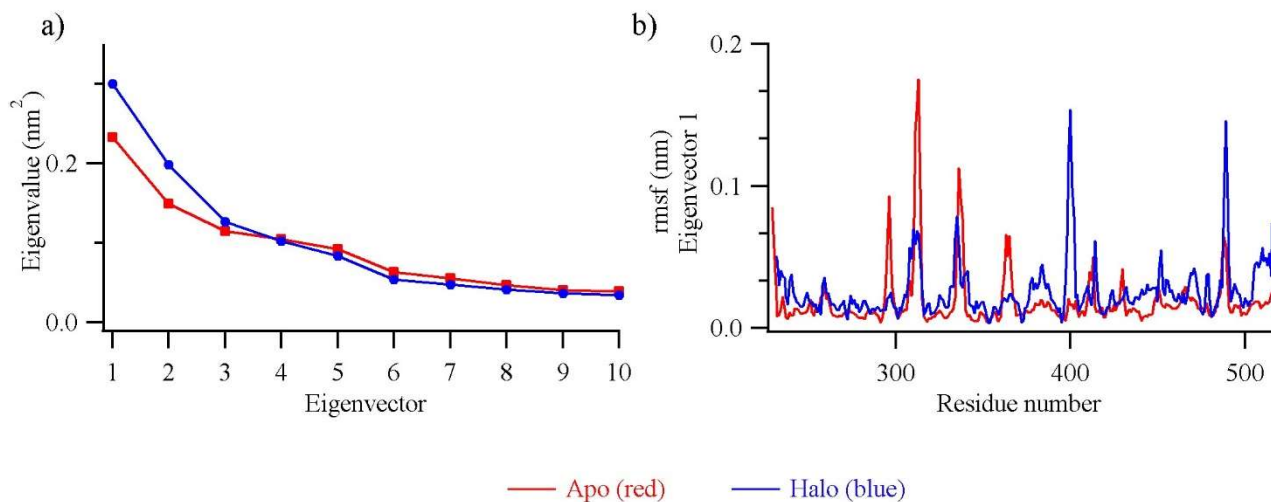 a)
Eigenvalue (nm²)
0.2
0.0
1 2 3 4 5 6 7 8 9 10
Eigenvector
b)
rmsf (nm)
Eigenvector 1
0.2
0.1
0.0
300 400 500
Residue number
Apo (red) Halo (blue)